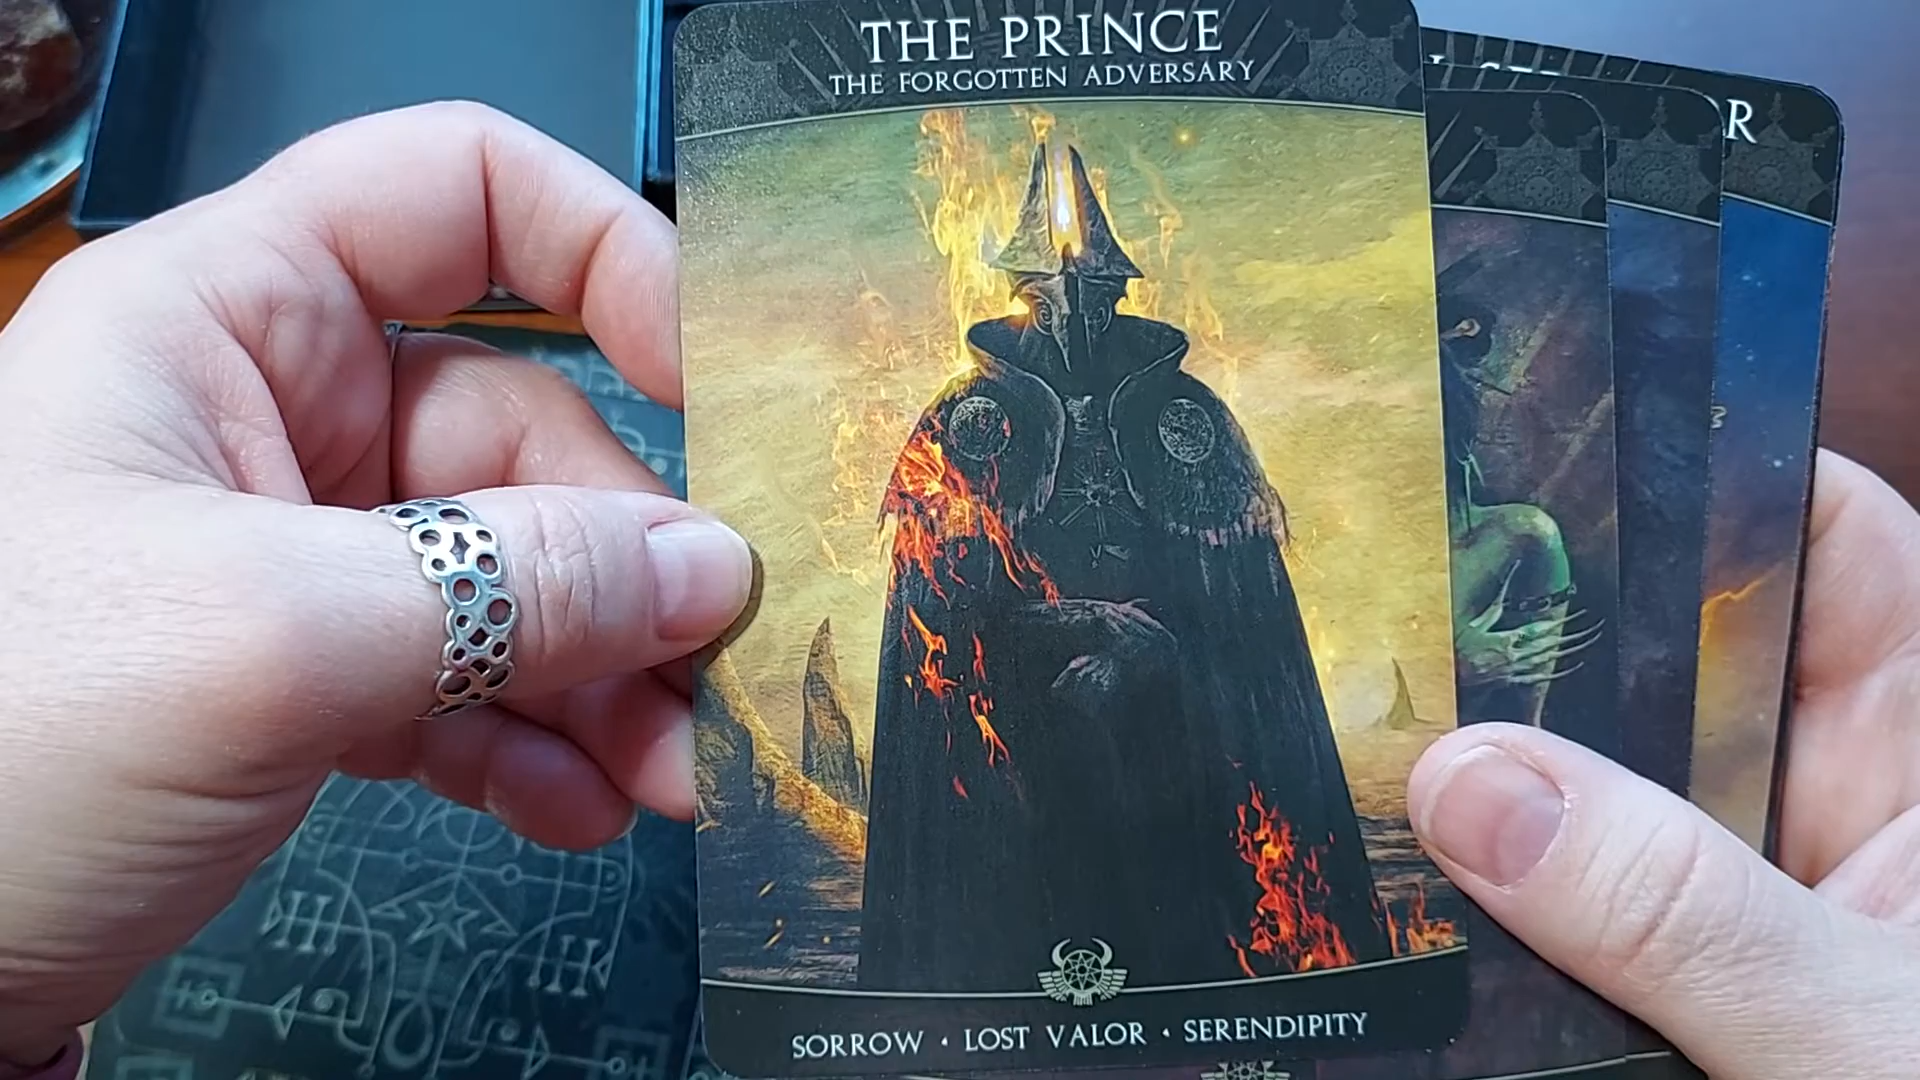 THE PRINCE
THE FORGOTTEN ADVERSARY
SORROW • LOST VALOR • SERENDIPITY